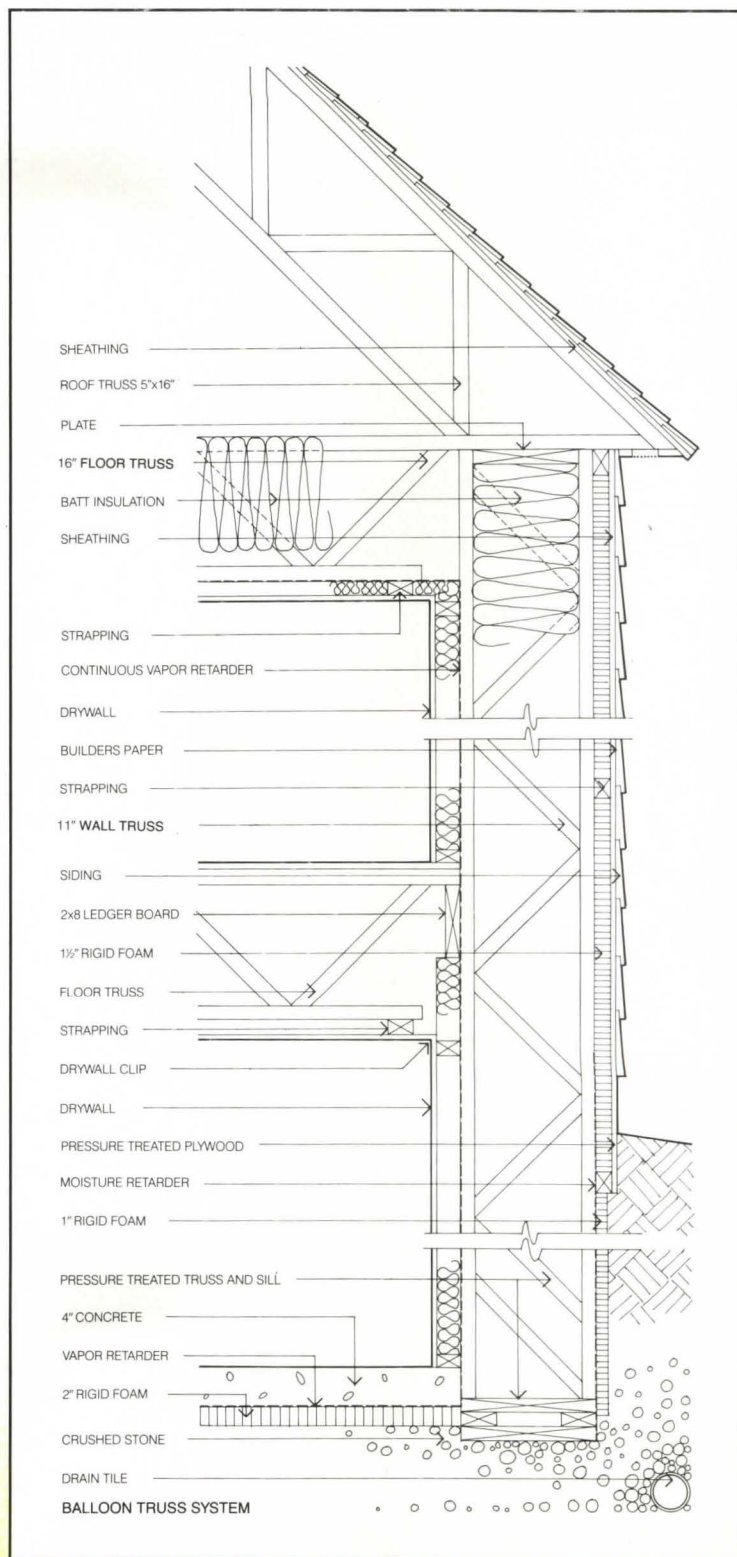 SHEATHING
ROOF TRUSS 5"x16"
PLATE
16" FLOOR TRUSS
BATT INSULATION
SHEATHING
STRAPPING
CONTINUOUS VAPOR RETARDER
DRYWALL
BUILDERS PAPER
STRAPPING
11" WALL TRUSS
SIDING
2x8 LEDGER BOARD
1½" RIGID FOAM
FLOOR TRUSS
STRAPPING
DRYWALL CLIP
DRYWALL
PRESSURE TREATED PLYWOOD
MOISTURE RETARDER
1" RIGID FOAM
PRESSURE TREATED TRUSS AND SILL
4" CONCRETE
VAPOR RETARDER
2" RIGID FOAM
CRUSHED STONE
DRAIN TILE
BALLOON TRUSS SYSTEM